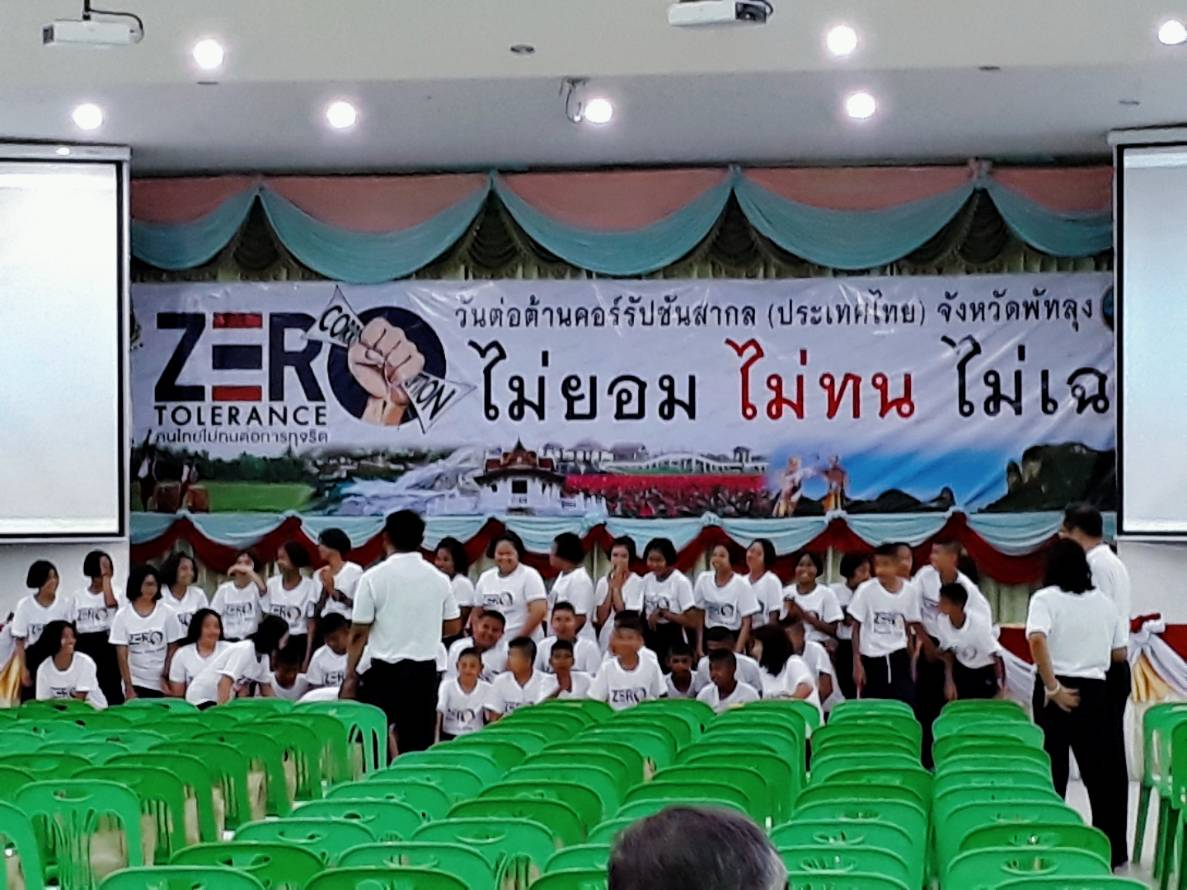 วันต่อต้านคอร์รัปชันสากล (ประเทศไทย) จังหวัดพัทลุง
ZERO
CORRUPTION
TOLERANCE
คนไทยไม่ทนต่อการทุจริต
ไม่ยอม ไม่ทน ไม่เฉ
ZERO